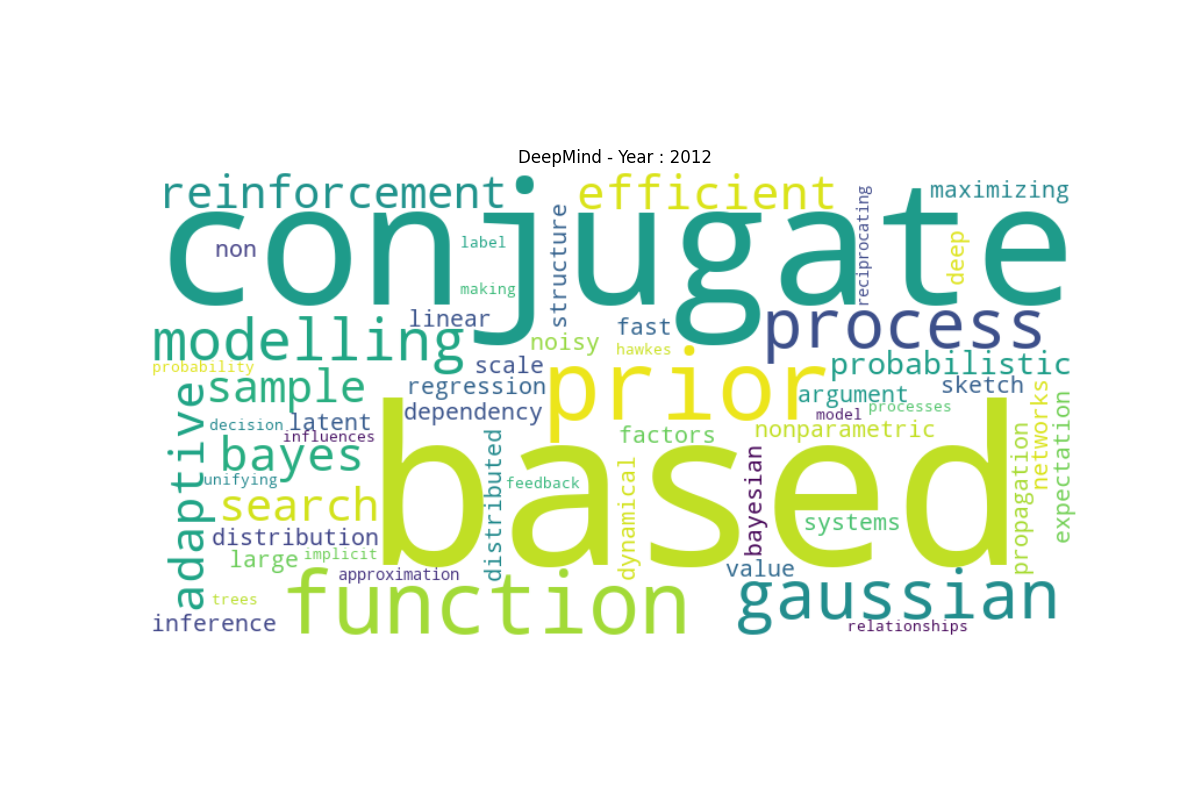 DeepMind - Year : 2012
reinforcement
efficient
maximizing
conjugate
reciprocating
structure
non
label
deep
making
linear
fast
process
modelling
noisy
hawkes
probability
scale
prior
probabilistic
sample
regression
argument
sketch
adaptive
dependency
model
processes
networks
decision
latent
influences
factors
nonparametric
expectation
bayes
based
propagation
unifying
distributed
feedback
dynamical
bayesian
search
systems
distribution
large
implicit
approximation
value
trees
function
gaussian
inference
relationships